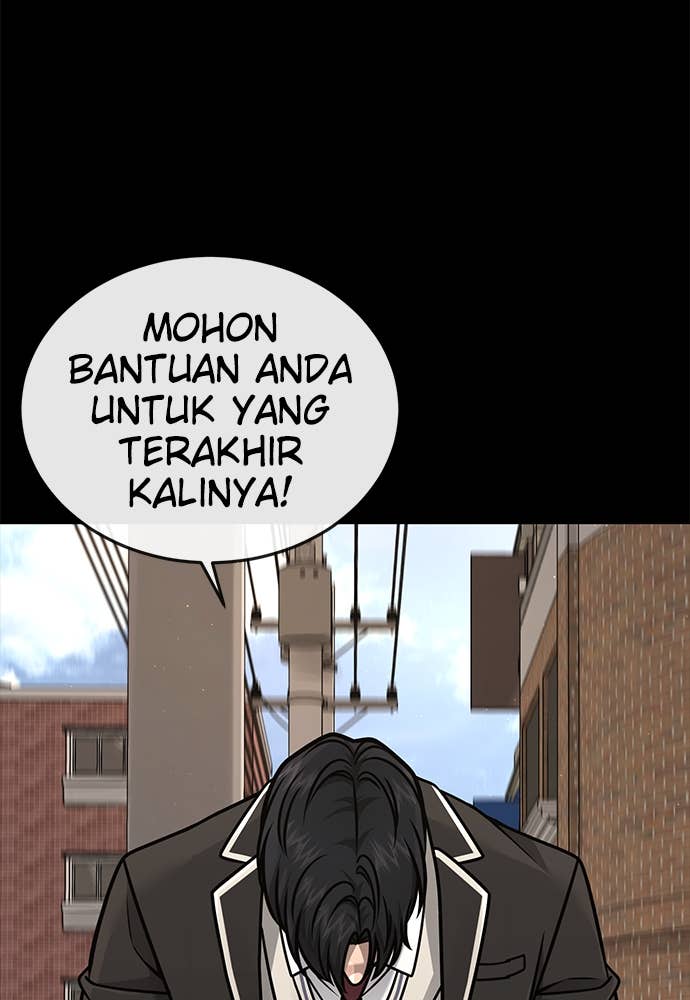 MOHON
BANTUAN ANDA
UNTUK YANG
TERAKHIR
KALINYA!